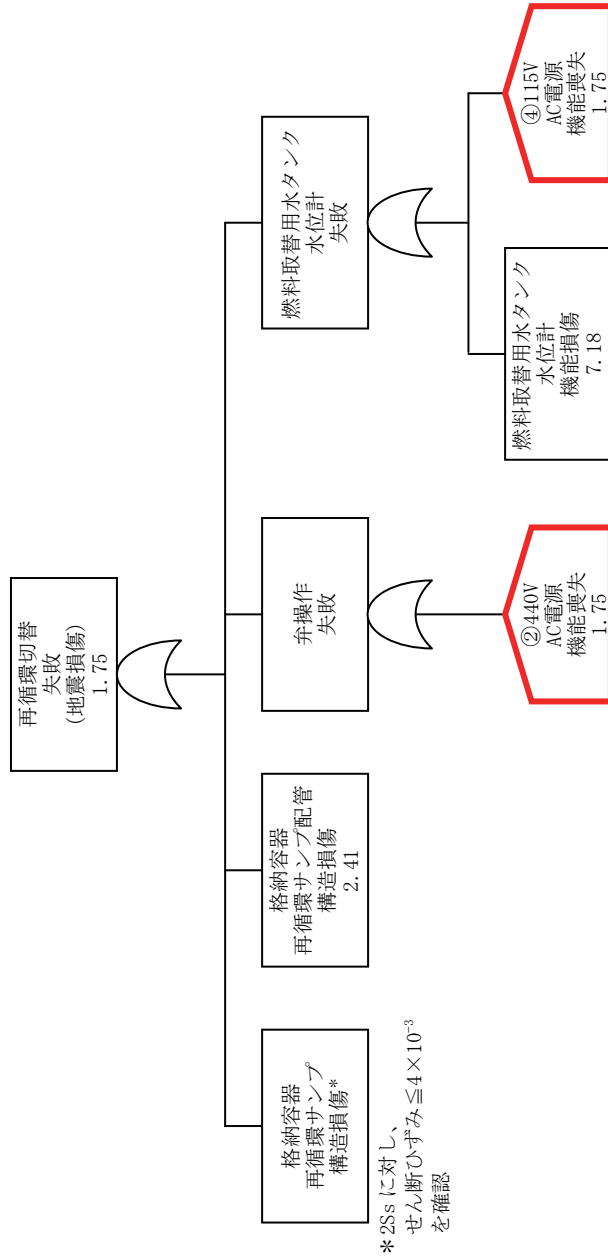 再循環切替
失敗
(地震損傷)
1.75
格納容器
再循環サンプ
構造損傷*
格納容器
再循環サンプ配管
構造損傷
2.41
弁操作
失敗
燃料取替用水タンク
水位計
失敗
②440V
AC電源
機能喪失
1.75
燃料取替用水タンク
水位計
機能損傷
7.18
④115V
AC電源
機能喪失
1.75
*2Ssに対し、
せん断ひずみ≦4×10⁻³
を確認